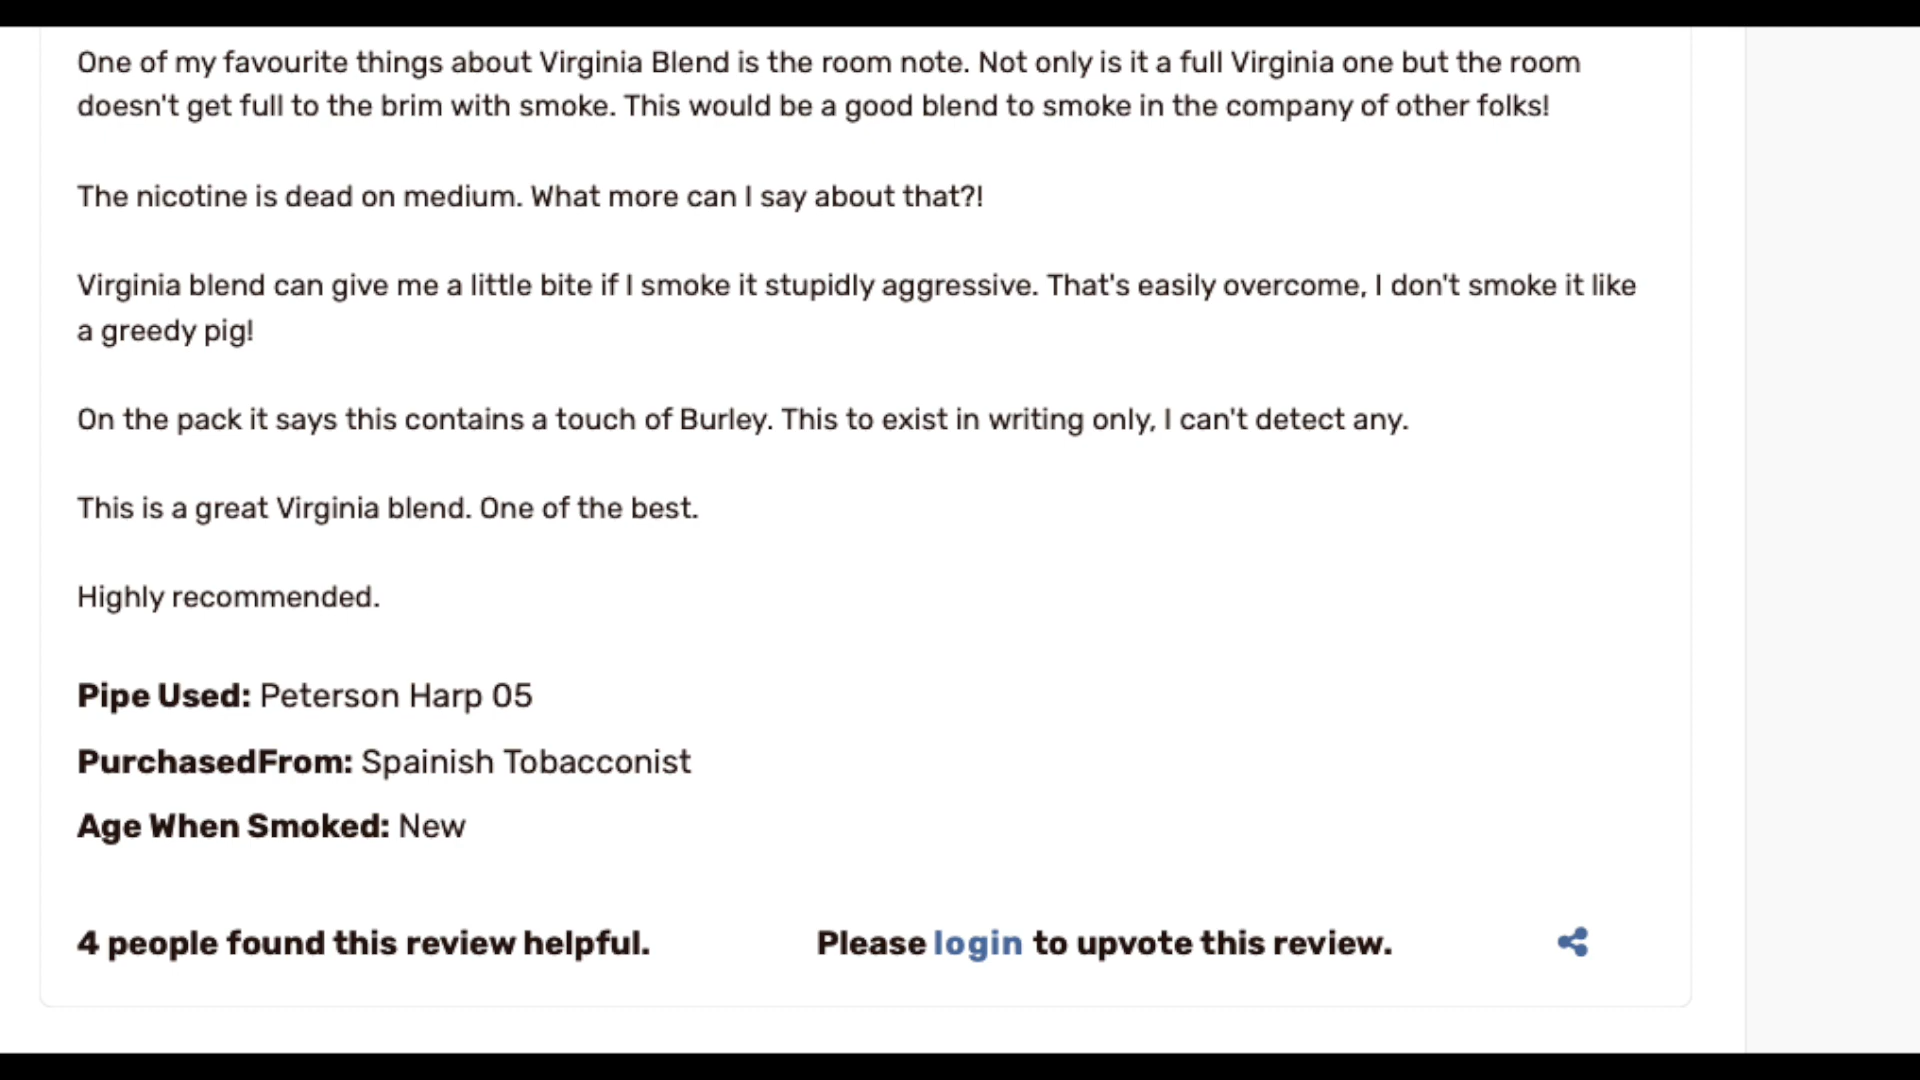 One of my favourite things about Virginia Blend is the room note. Not only is it a full Virginia one but the room
doesn't get full to the brim with smoke. This would be a good blend to smoke in the company of other folks!
The nicotine is dead on medium. What more can I say about that?!
Virginia blend can give me a little bite if I smoke it stupidly aggressive. That's easily overcome, I don't smoke it like
a greedy pig!
On the pack it says this contains a touch of Burley. This to exist in writing only, I can't detect any.
This is a great Virginia blend. One of the best.
Highly recommended.
Pipe Used: Peterson Harp 05
PurchasedFrom: Spainish Tobacconist
Age When Smoked: New
4 people found this review helpful. Please login to upvote this review.